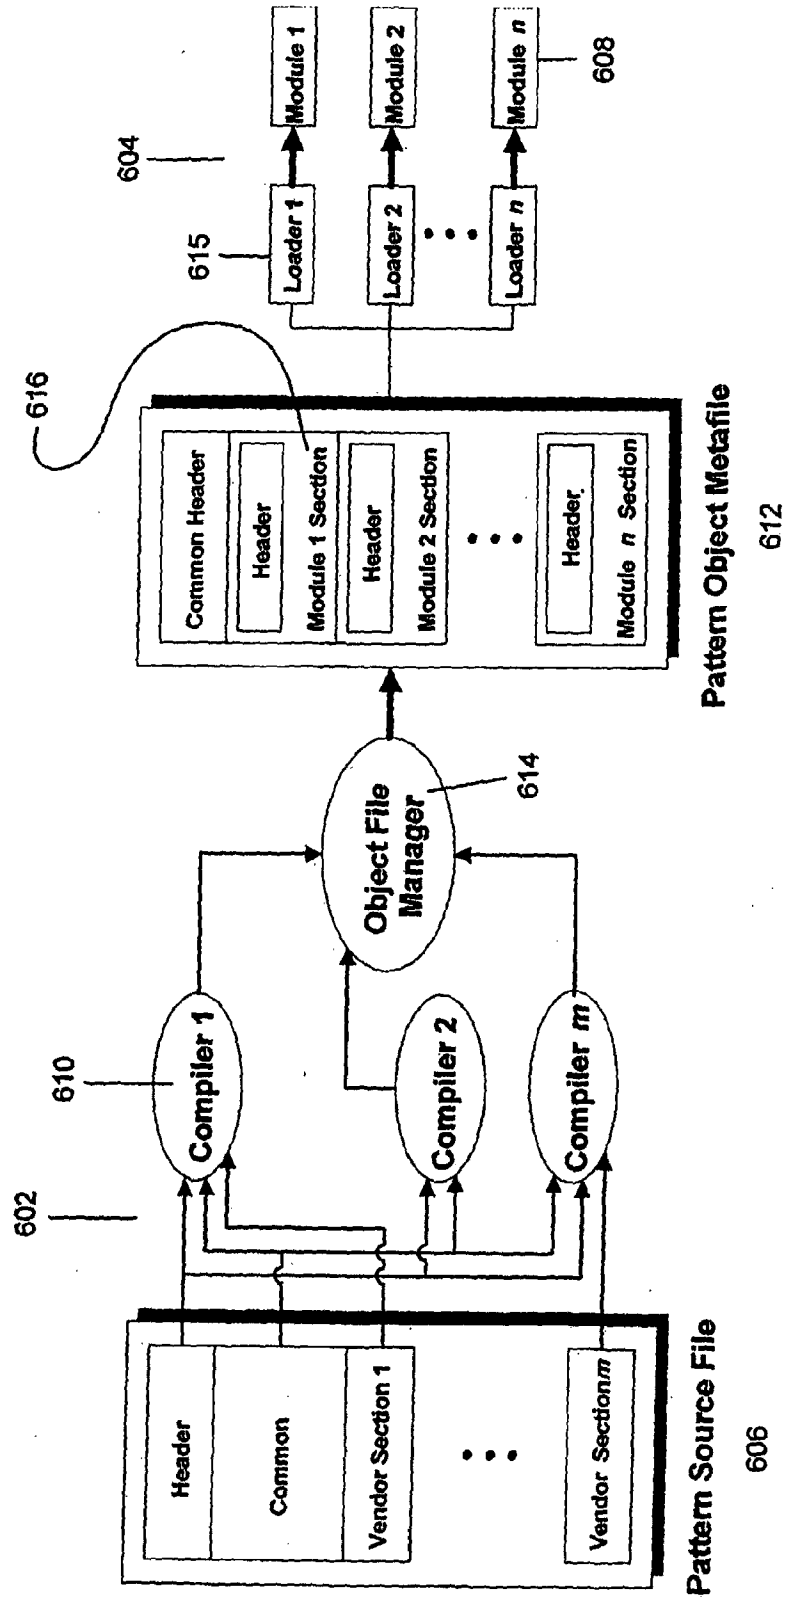 Header
Common
Vendor Section 1
• • •
Vendor Section m
Pattern Source File
606
602
610
Compiler 1
Compiler 2
Compiler m
Object File
Manager
614
616
Common Header
Header
Module 1 Section
Header
Module 2 Section
• • •
Header
Module n Section
Pattern Object Metafile
612
615
604
Loader 1
Loader 2
• • •
Loader n
Module 1
Module 2
Module n
608